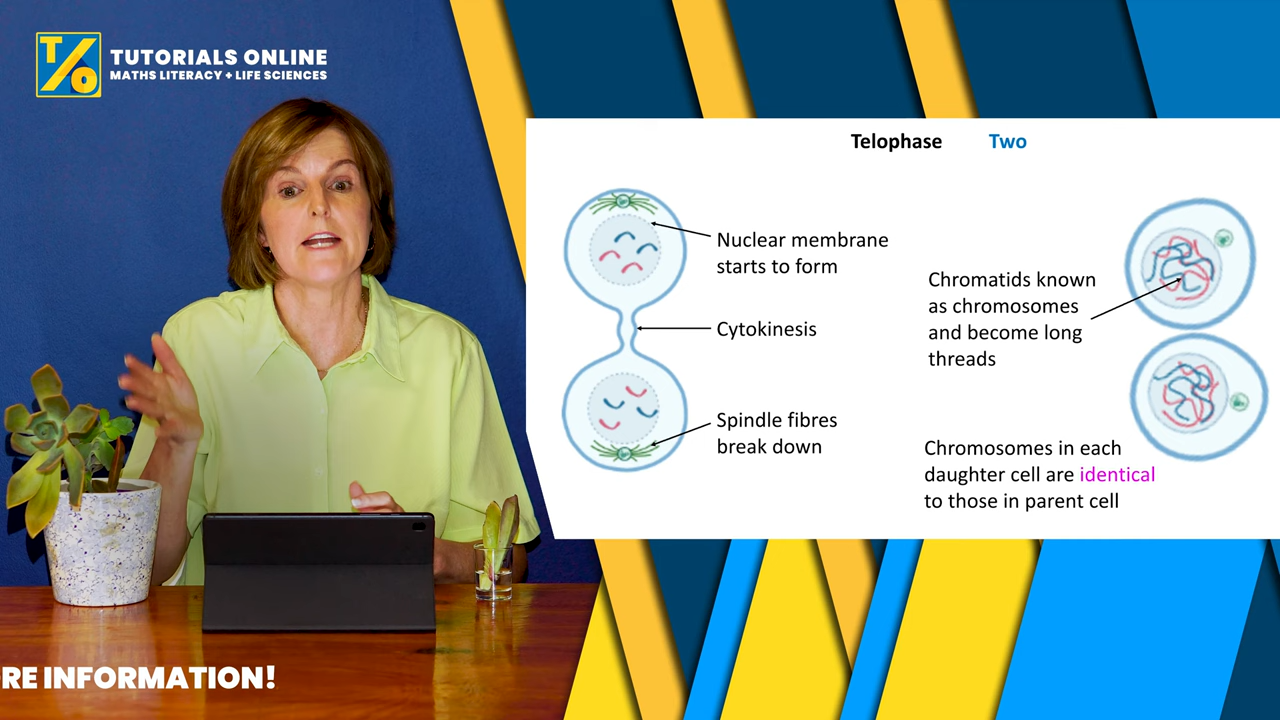 T/O
TUTORIALS ONLINE
MATHS LITERACY + LIFE SCIENCES
Telophase Two
Nuclear membrane
starts to form
Cytokinesis
Spindle fibres
break down
Chromatids known
as chromosomes
and become long
threads
Chromosomes in each
daughter cell are identical
to those in parent cell
RE INFORMATION!